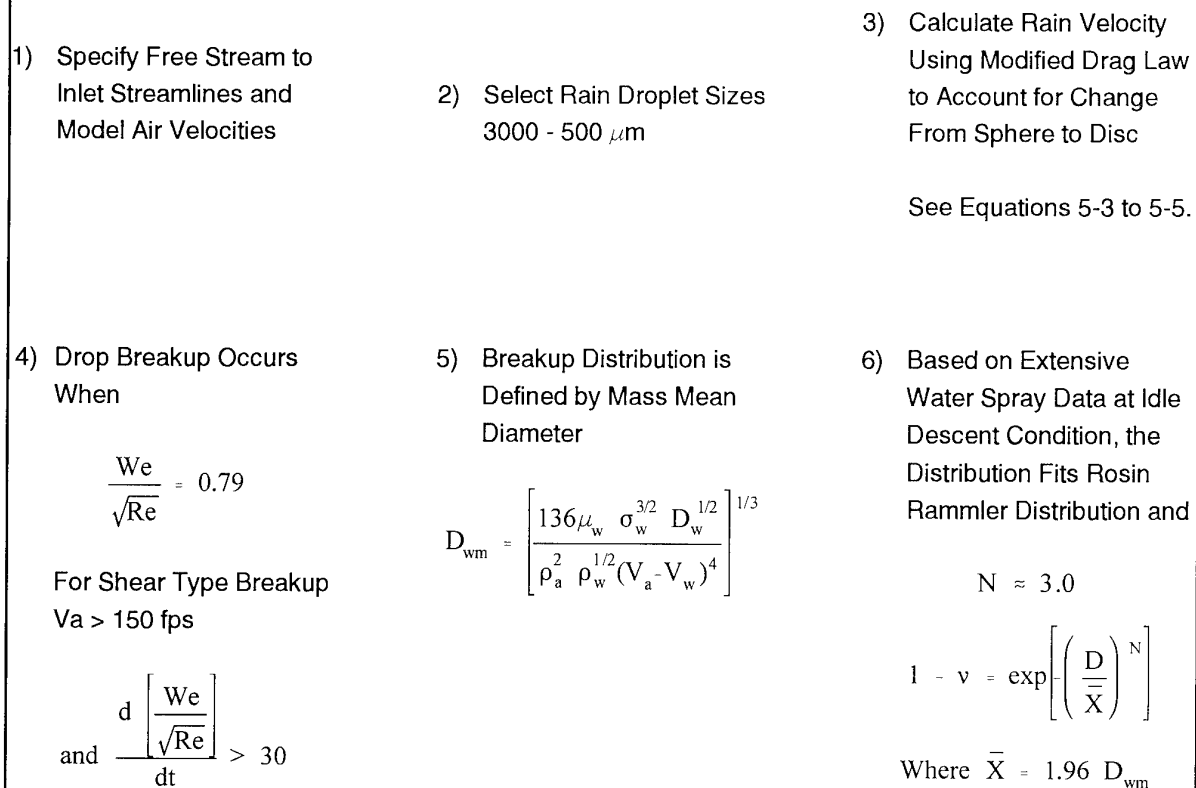 1) Specify Free Stream to
Inlet Streamlines and
Model Air Velocities
2) Select Rain Droplet Sizes
3000 - 500 μm
3) Calculate Rain Velocity
Using Modified Drag Law
to Account for Change
From Sphere to Disc
See Equations 5-3 to 5-5.
4) Drop Breakup Occurs
When
We / √Re = 0.79
For Shear Type Breakup
Va > 150 fps
and d [We / √Re] / dt > 30
5) Breakup Distribution is
Defined by Mass Mean
Diameter
D_wm = [136μ_w σ_w^3/2 D_w^1/2 / ρ_a^2 ρ_w^1/2 (V_a-V_w)^4]^1/3
6) Based on Extensive
Water Spray Data at Idle
Descent Condition, the
Distribution Fits Rosin
Rammler Distribution and
N ≈ 3.0
1 - ν = exp[-(D / X̄)^N]
Where X̄ = 1.96 D_wm